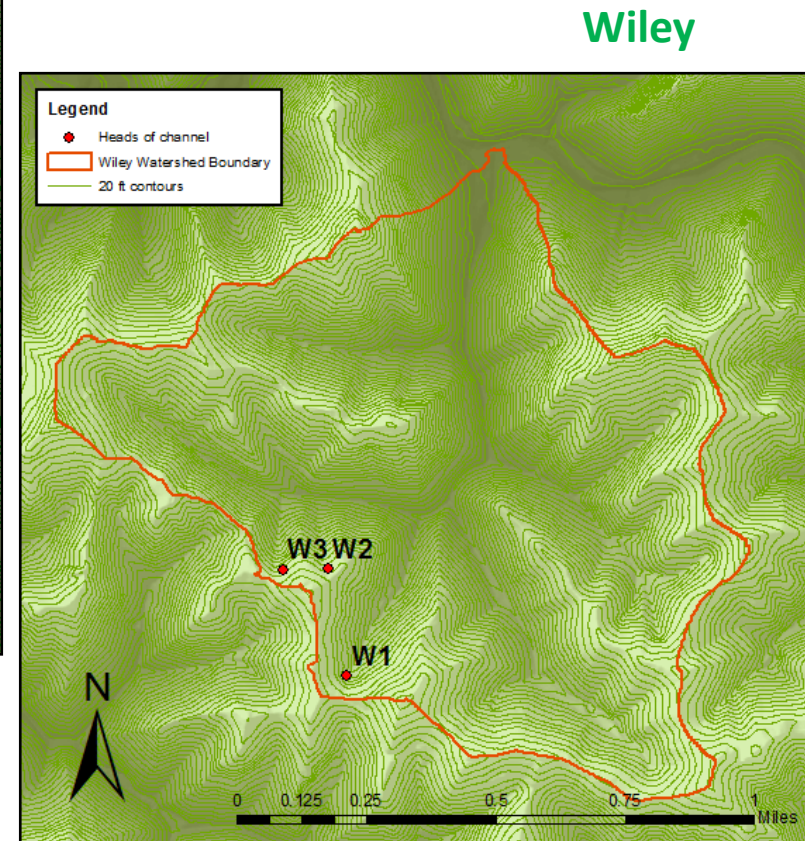 Wiley
Legend
Heads of channel
Wiley Watershed Boundary
20 ft contours
W3 W2
W1
N
0 0.125 0.25 0.5 0.75 1
Miles